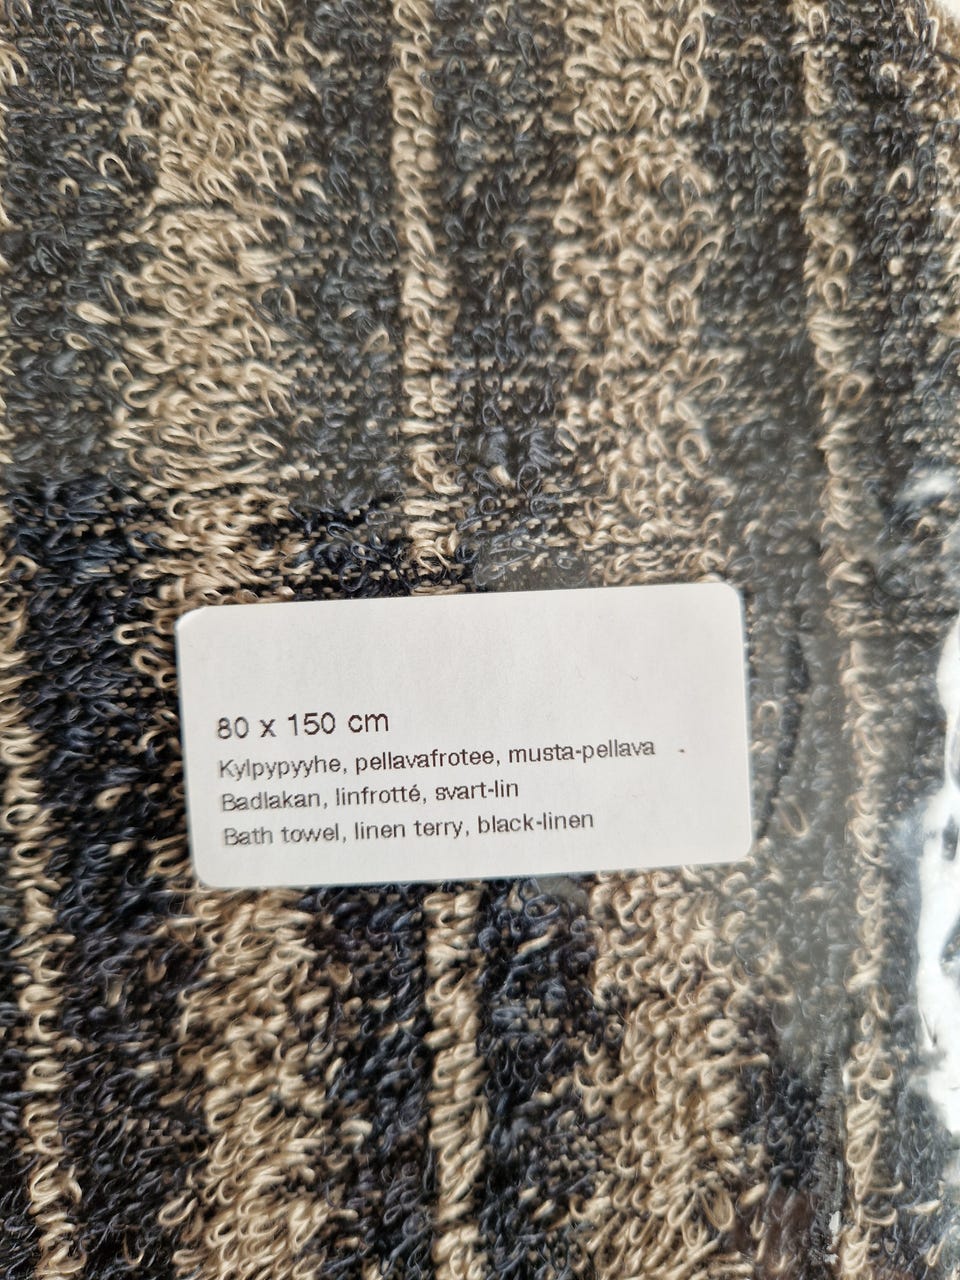 80 x 150 cm
Kylpypyyhe, pellavafrotee, musta-pellava
Badlakan, linfrotté, svart-lin
Bath towel, linen terry, black-linen